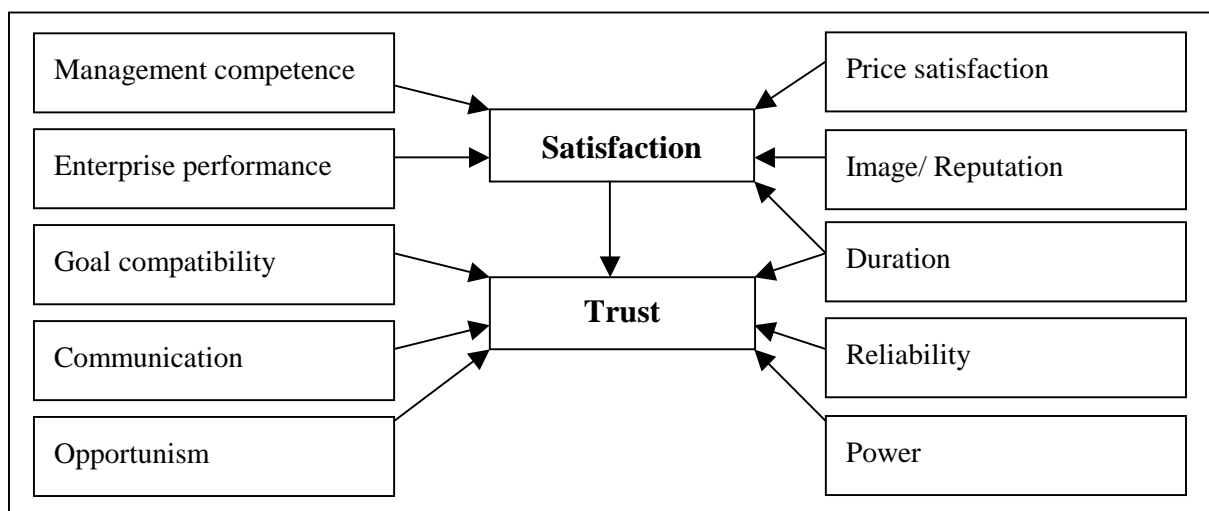 Management competence
Enterprise performance
Goal compatibility
Communication
Opportunism
Satisfaction
Trust
Price satisfaction
Image/ Reputation
Duration
Reliability
Power